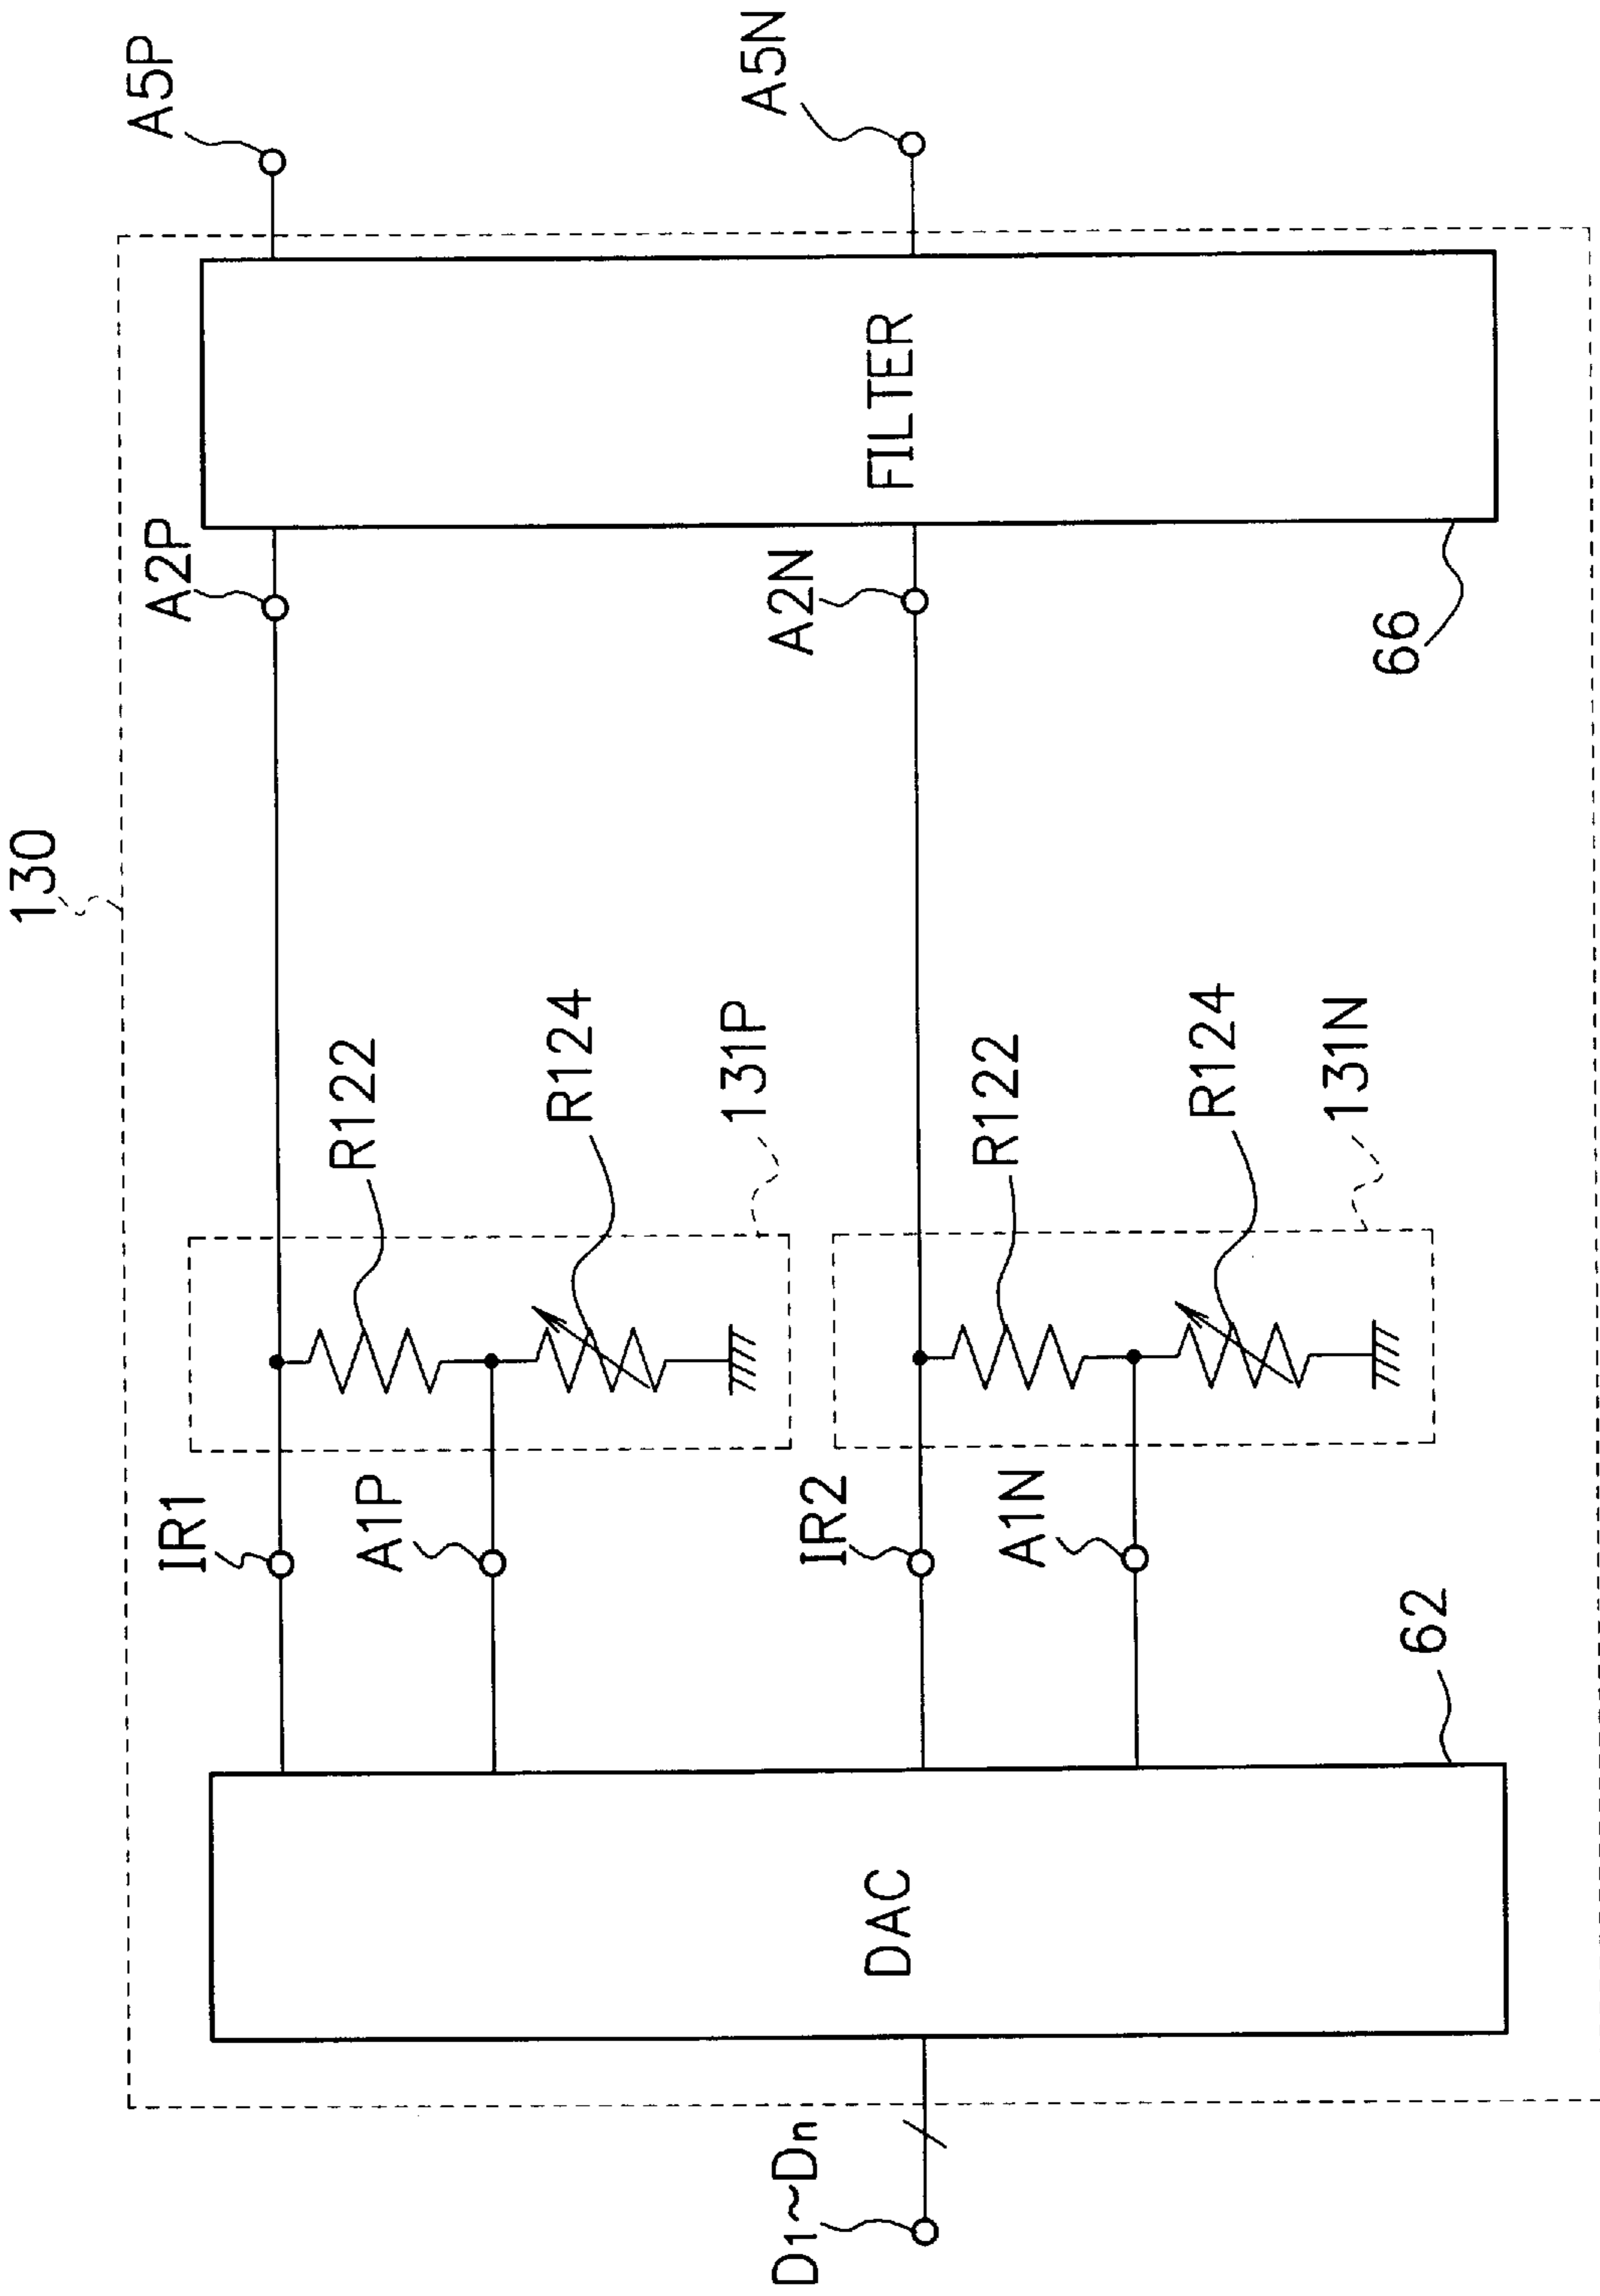 130
A5P
A5N
A2P
A2N
FILTER
66
R122
R124
131P
R122
R124
131N
IR1
A1P
IR2
A1N
62
DAC
D1~Dn